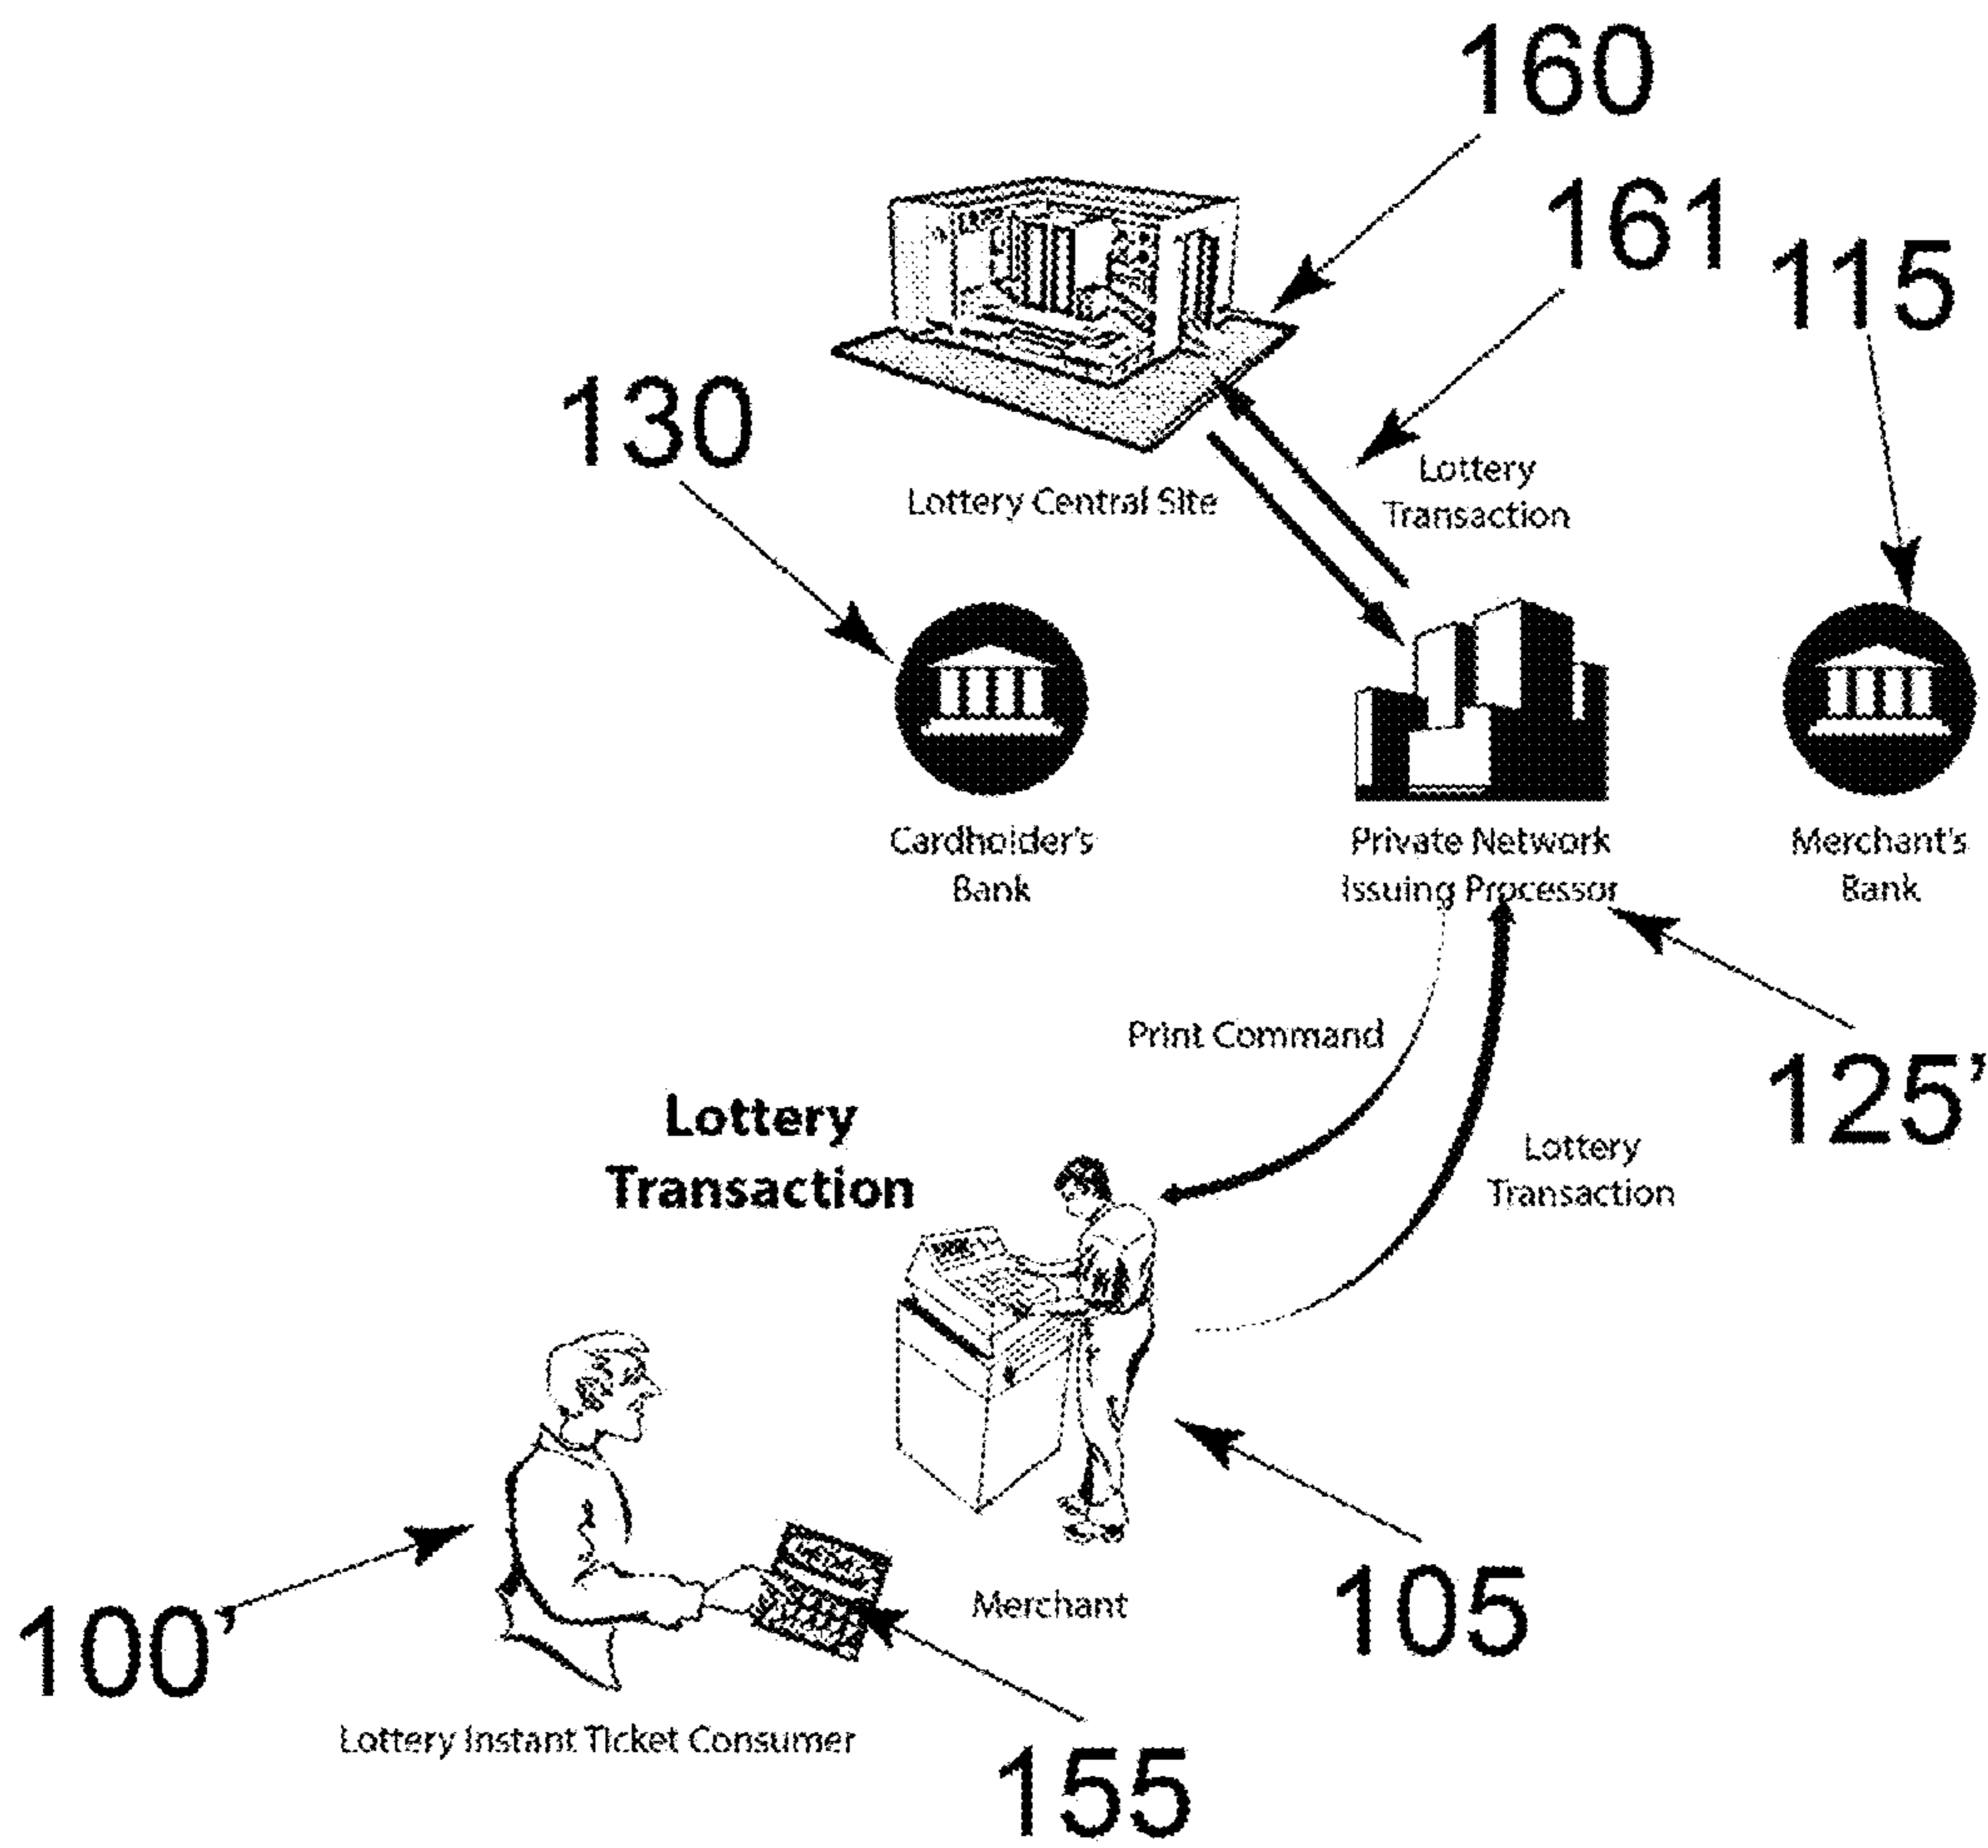 160
161
115
130
Lottery Central Site
Lottery
Transaction
Cardholder's
Bank
Private Network
Issuing Processor
Merchant's
Bank
Print Command
125'
Lottery
Transaction
Lottery
Transaction
105
Merchant
100'
Lottery Instant Ticket Consumer
155